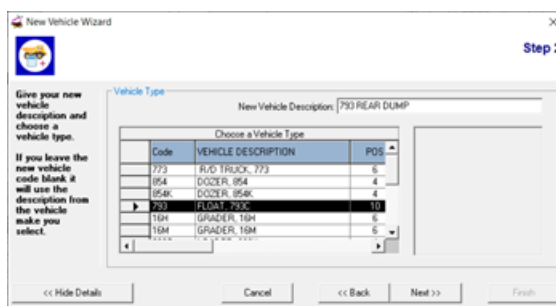 New Vehicle Wizard
Step 2
Give your new
vehicle
description and
choose a
vehicle type.
If you leave the
new vehicle
code blank it
will use the
description from
the vehicle
make you
select.
Vehicle Type
New Vehicle Description: 793 REAR DUMP
Choose a Vehicle Type
Code VEHICLE DESCRIPTION POS
773 R/D TRUCK, 773 6
854 DOZER, 854 4
854K DOZER, 854K 4
793 FLOAT, 793C 10
16H GRADER, 16H 6
16M GRADER, 16M 6
<< Hide Details
Cancel
<< Back
Next >>
Finish